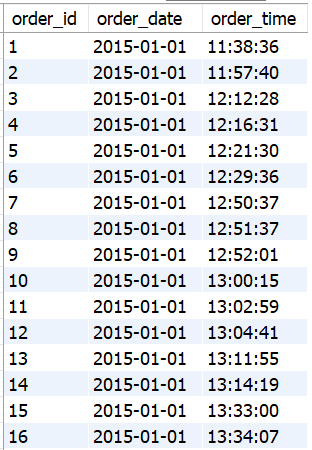 order_id order_date order_time
1 2015-01-01 11:38:36
2 2015-01-01 11:57:40
3 2015-01-01 12:12:28
4 2015-01-01 12:16:31
5 2015-01-01 12:21:30
6 2015-01-01 12:29:36
7 2015-01-01 12:50:37
8 2015-01-01 12:51:37
9 2015-01-01 12:52:01
10 2015-01-01 13:00:15
11 2015-01-01 13:02:59
12 2015-01-01 13:04:41
13 2015-01-01 13:11:55
14 2015-01-01 13:14:19
15 2015-01-01 13:33:00
16 2015-01-01 13:34:07